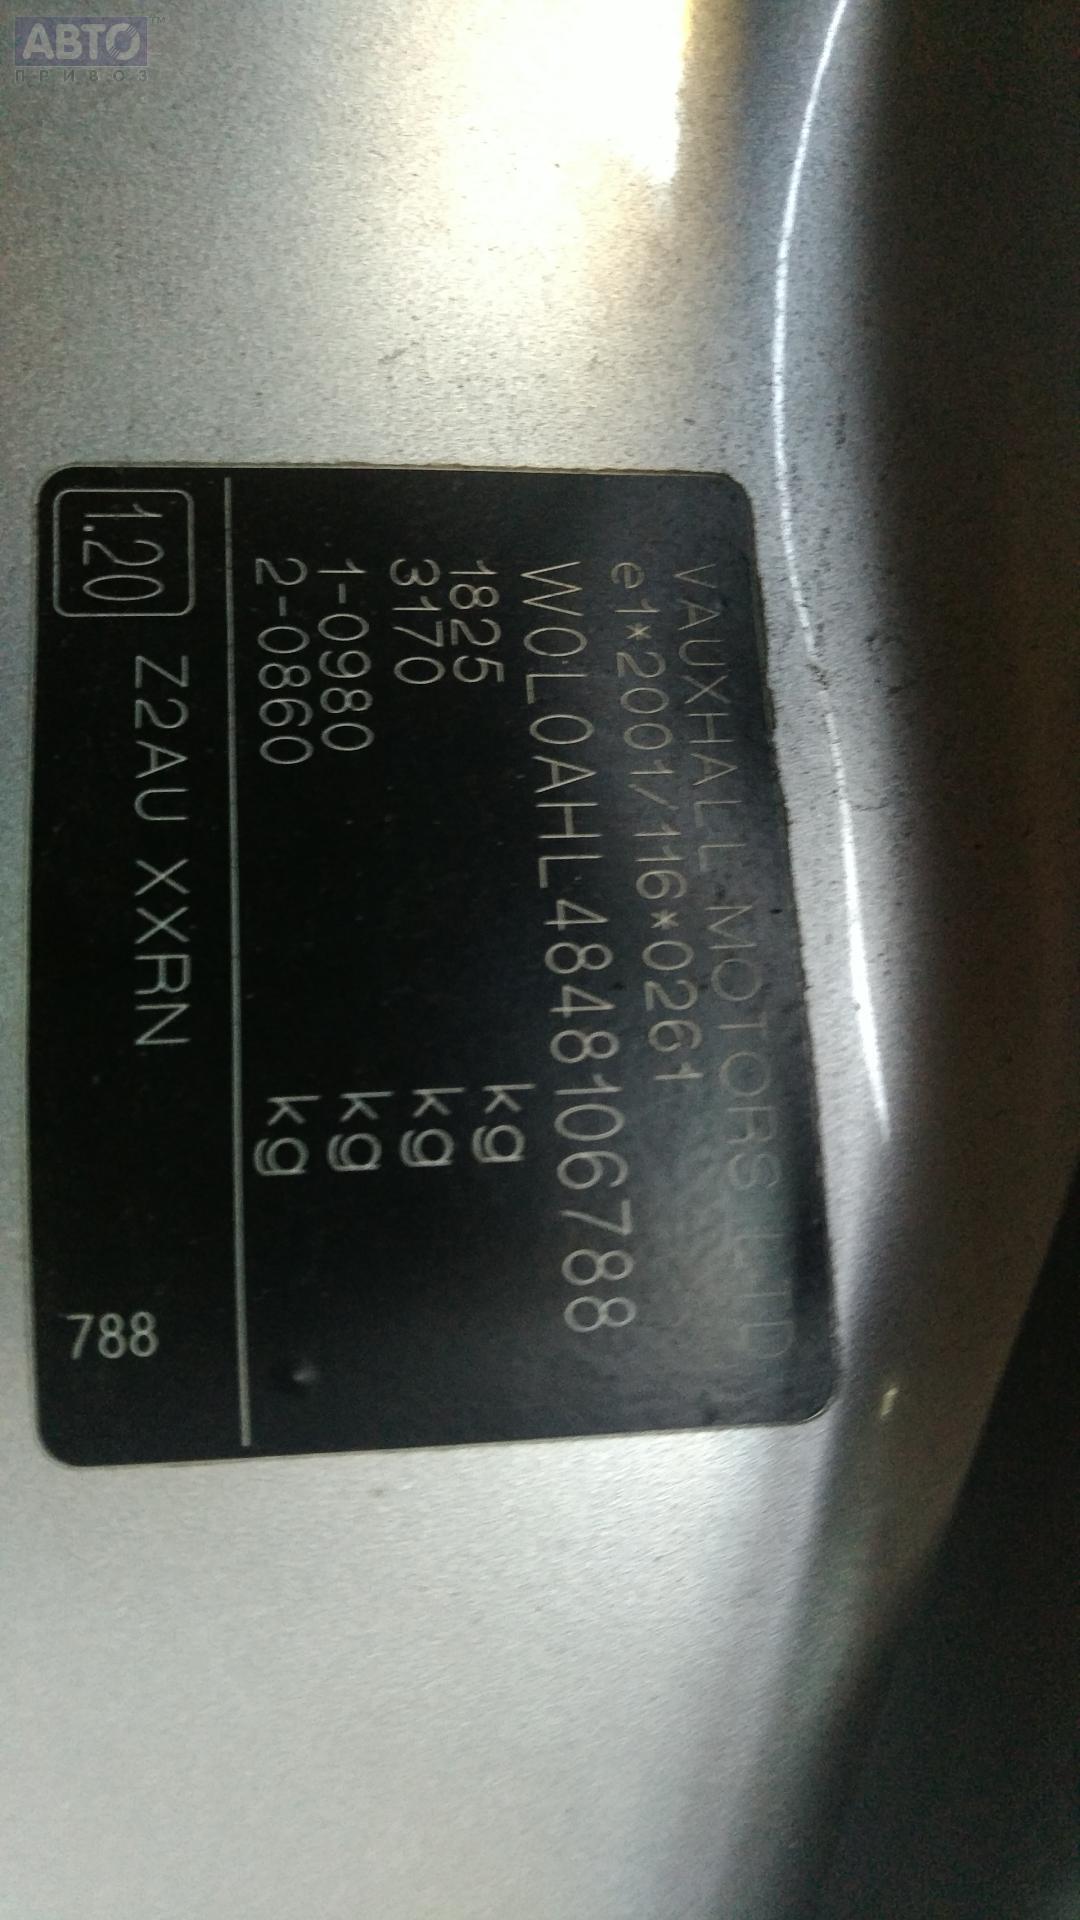 АВТО™
ПРИВОЗ
VAUXHALL MOTORS LTD
e1*2001/116*0261
W0L0AHL4848106788
1825 kg
3170 kg
1-0980 kg
2-0860 kg
1.20 Z2AU XXRN 788